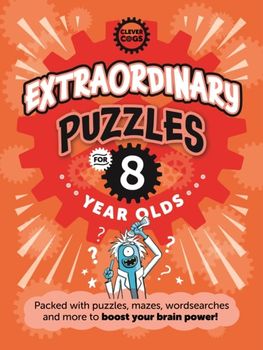 CLEVER
C@GS
EXTRAORDINARY
PUZZLES
FOR
8
YEAR OLDS
? ? ? ?
Packed with puzzles, mazes, wordsearches
and more to boost your brain power!